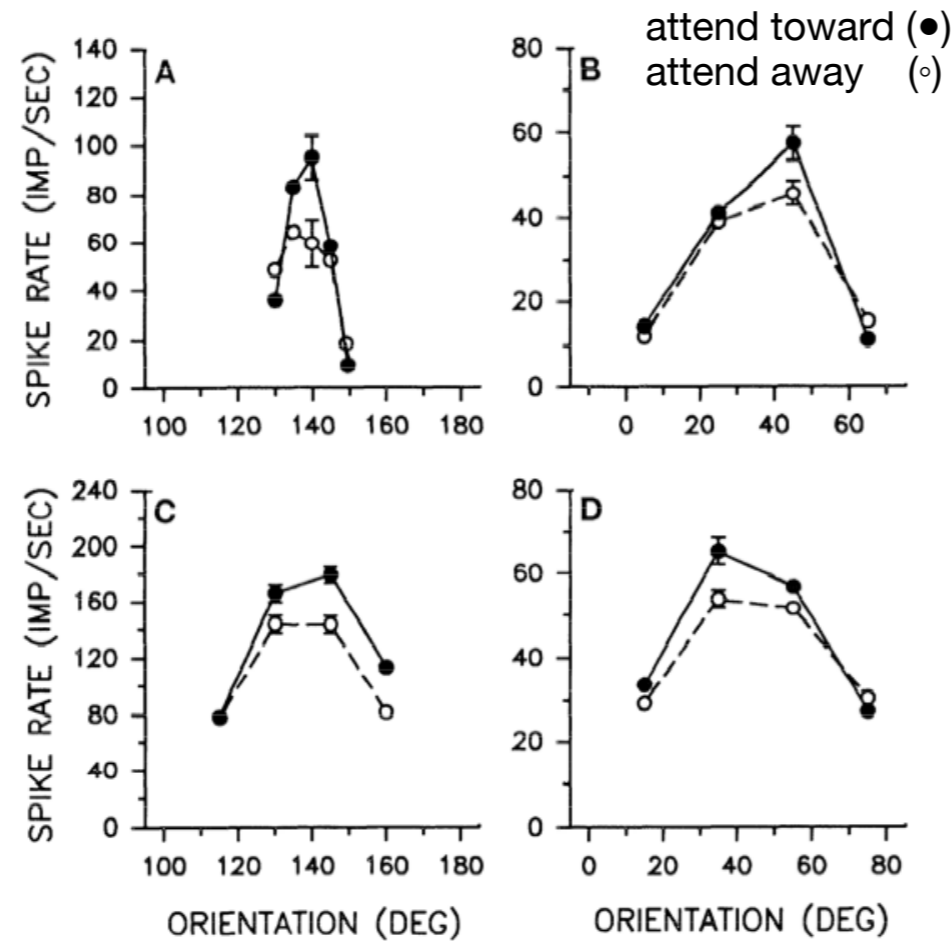 attend toward (●)
attend away (○)
A
140
120
100
80
60
40
20
0
100 120 140 160 180
SPIKE RATE (IMP/SEC)
B
80
60
40
20
0
0 20 40 60
C
240
200
160
120
80
40
0
100 120 140 160 180
SPIKE RATE (IMP/SEC)
ORIENTATION (DEG)
D
80
60
40
20
0
0 20 40 60 80
ORIENTATION (DEG)